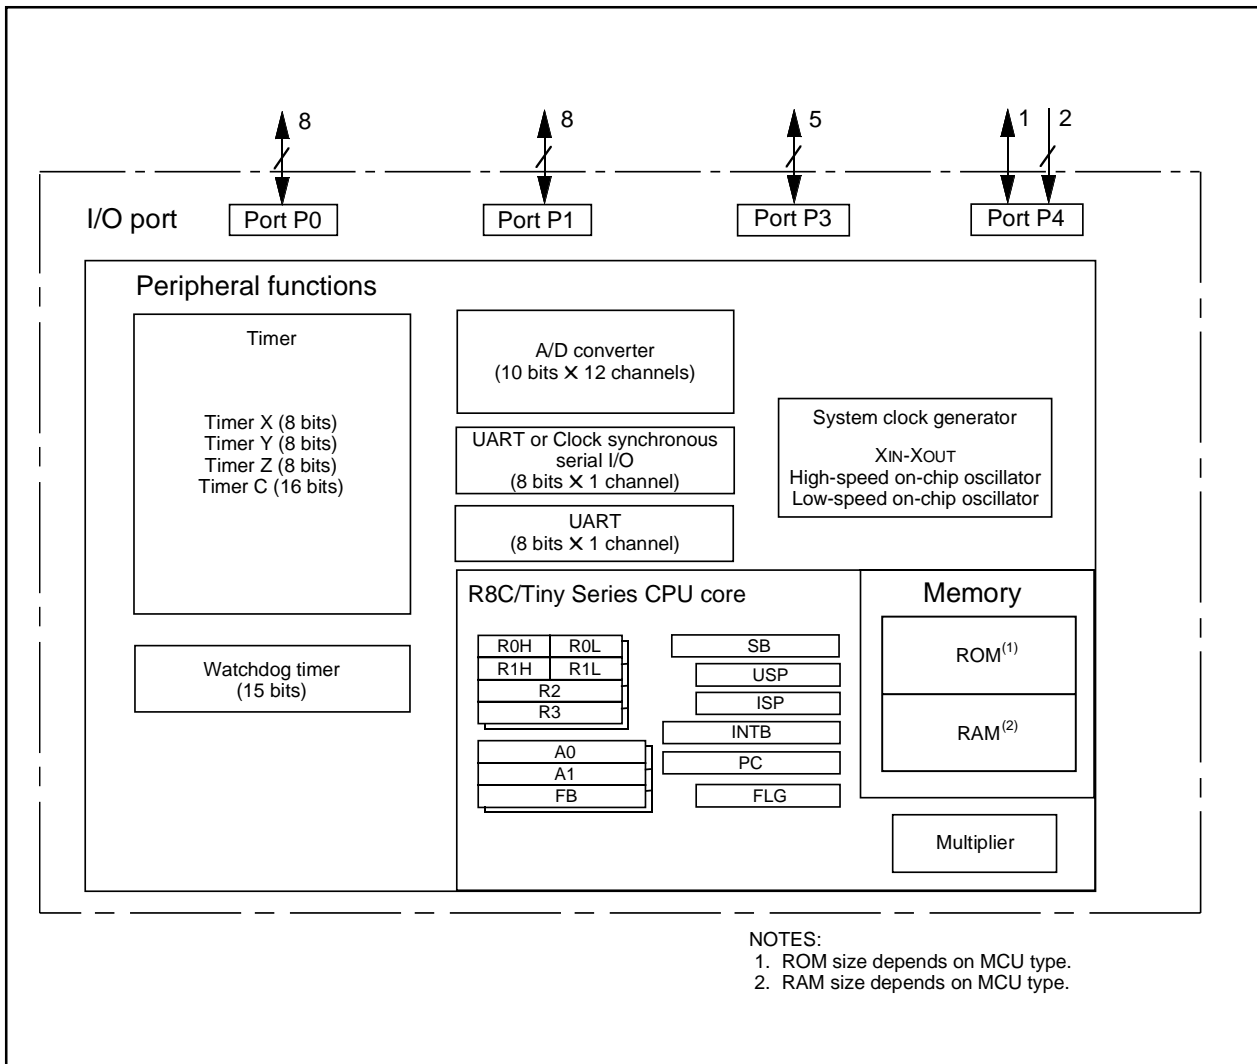 8
8
5
1
2
I/O port
Port P0
Port P1
Port P3
Port P4
Peripheral functions
Timer
Timer X (8 bits)
Timer Y (8 bits)
Timer Z (8 bits)
Timer C (16 bits)
Watchdog timer
(15 bits)
A/D converter
(10 bits X 12 channels)
UART or Clock synchronous
serial I/O
(8 bits X 1 channel)
UART
(8 bits X 1 channel)
System clock generator
XIN-XOUT
High-speed on-chip oscillator
Low-speed on-chip oscillator
R8C/Tiny Series CPU core
R0H R0L
R1H R1L
R2
R3
A0
A1
FB
SB
USP
ISP
INTB
PC
FLG
Memory
ROM(1)
RAM(2)
Multiplier
NOTES:
1. ROM size depends on MCU type.
2. RAM size depends on MCU type.